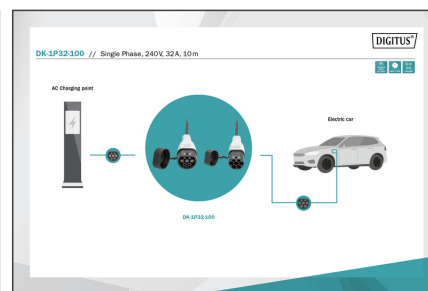 DIGITUS®
DK-1P32-100 // Single Phase, 240V, 32A, 10m
AC Charging point
Electric car
DK-1P32-100